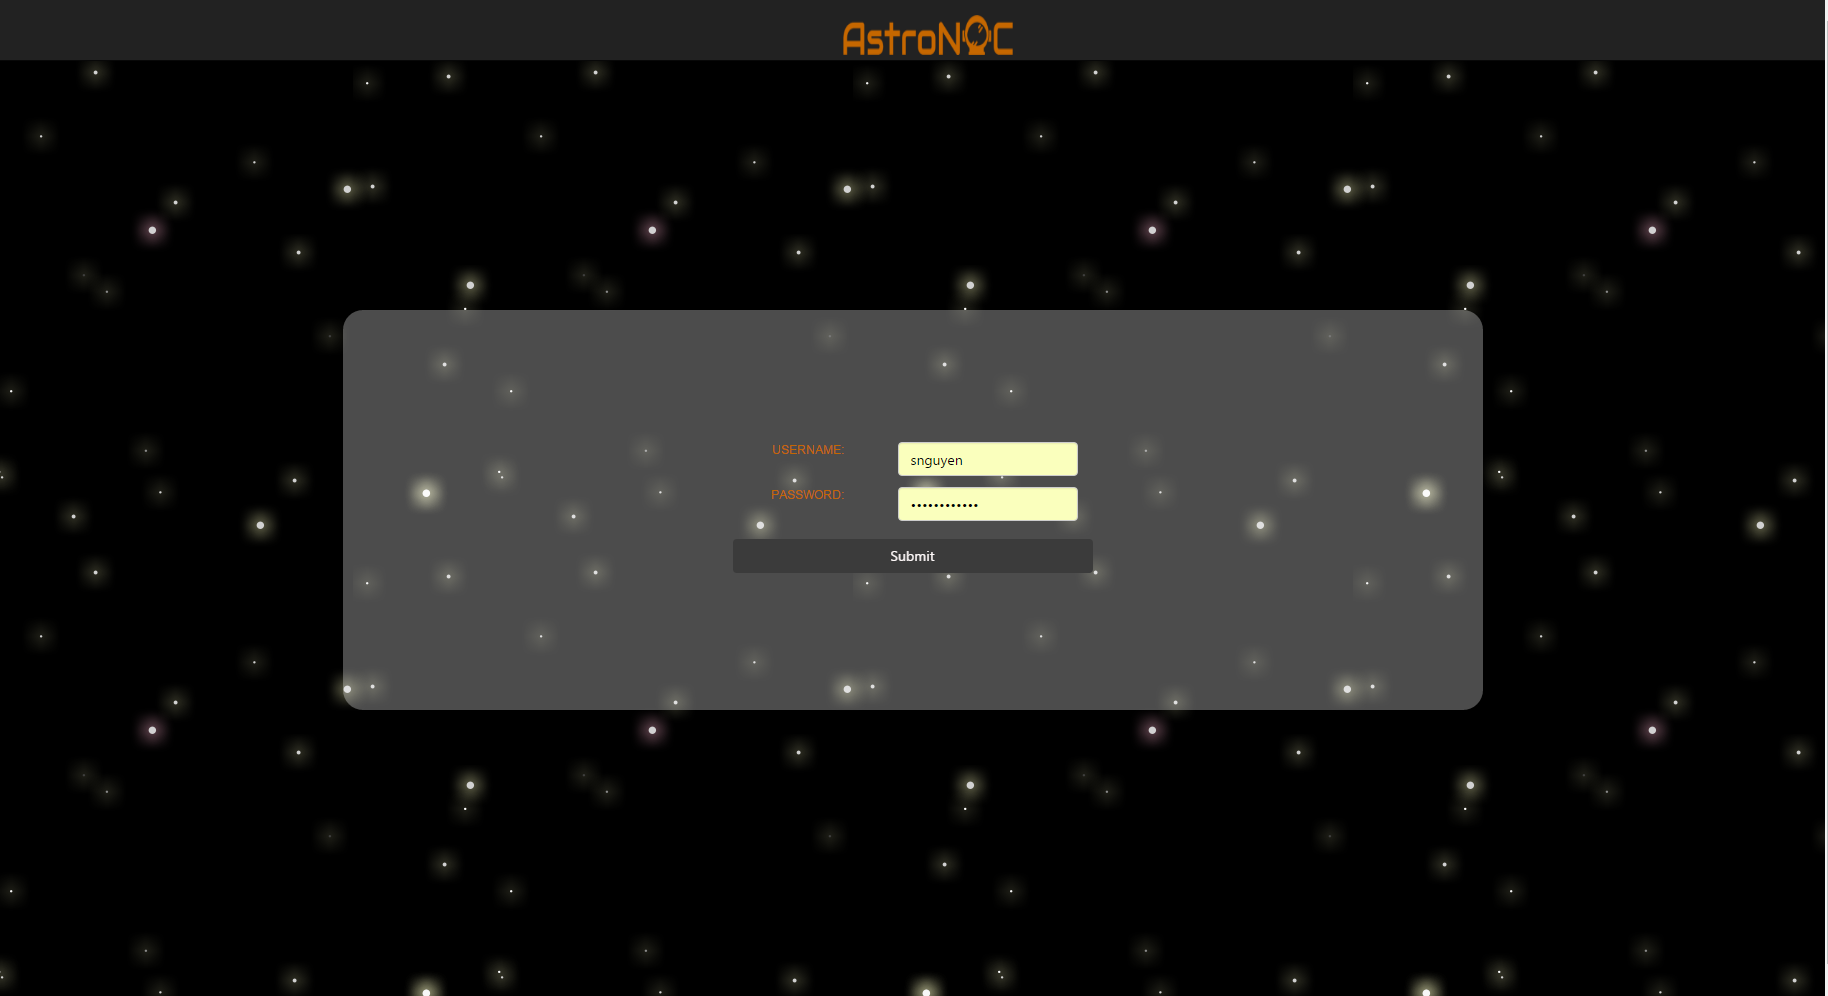 AstroNOC
USERNAME:
snguyen
PASSWORD:
••••••••••••
Submit